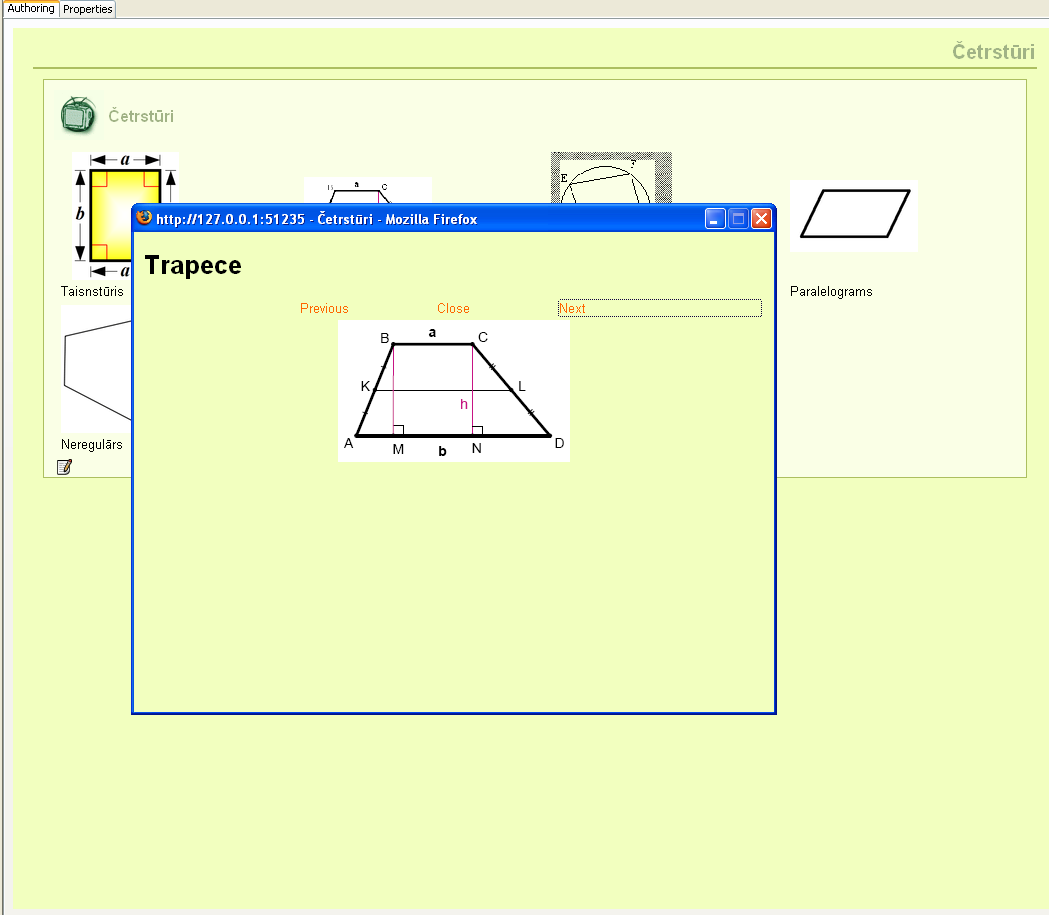 Authoring Properties
Četrstūri
Četrstūri
a
b
a
Taisnstūris
a
C
E
Paralelograms
Neregulārs
http://127.0.0.1:51235 - Četrstūri - Mozilla Firefox
Trapece
Previous Close Next
B a C
K L
h
A M b N D